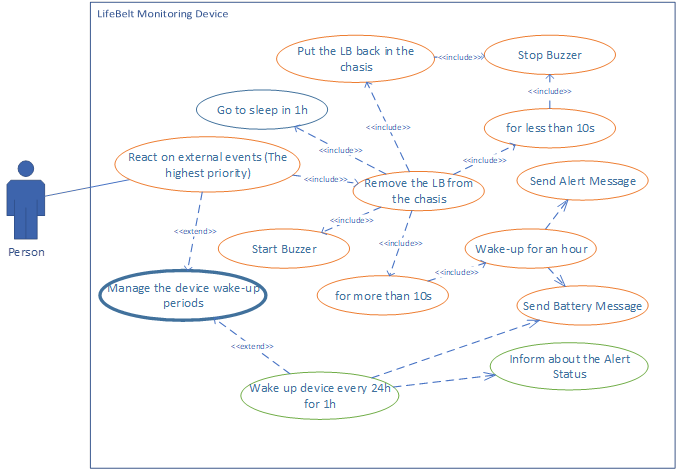 LifeBelt Monitoring Device
Put the LB back in the
chasis
<<include>>
Stop Buzzer
<<include>>
Go to sleep in 1h
<<include>>
for less than 10s
<<include>>
<<include>>
React on external events (The
highest priority)
<<include>>
Remove the LB from
the chasis
Send Alert Message
Person
<<extend>>
<<include>>
Start Buzzer
<<include>>
Wake-up for an hour
<<include>>
Manage the device wake-up
periods
for more than 10s
Send Battery Message
<<extend>>
Inform about the Alert
Status
Wake up device every 24h
for 1h